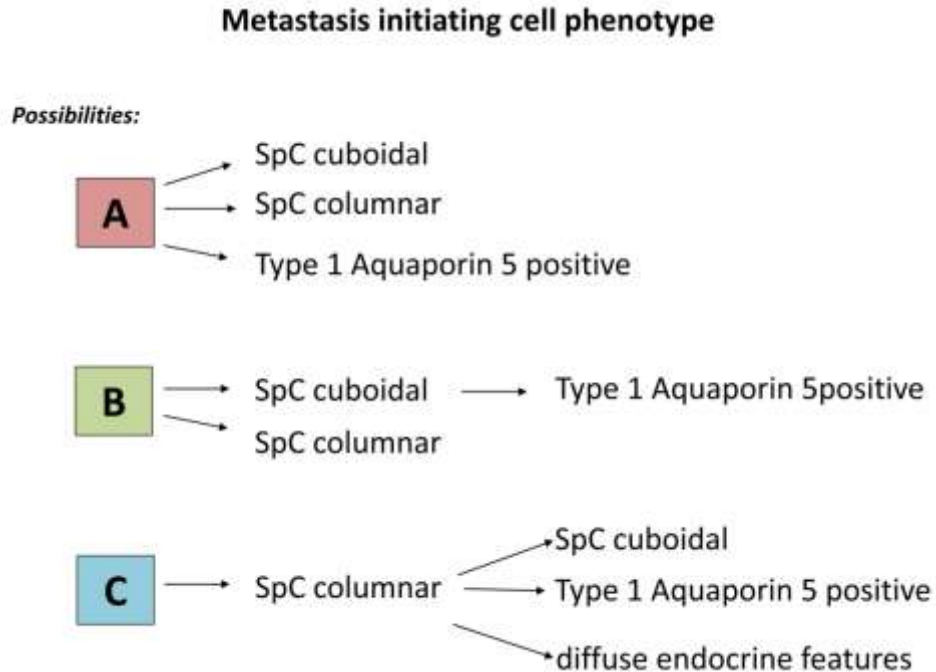 Metastasis initiating cell phenotype
Possibilities:
A
SpC cuboidal
SpC columnar
Type 1 Aquaporin 5 positive
B
SpC cuboidal
Type 1 Aquaporin 5positive
SpC columnar
C
SpC columnar
SpC cuboidal
Type 1 Aquaporin 5 positive
diffuse endocrine features